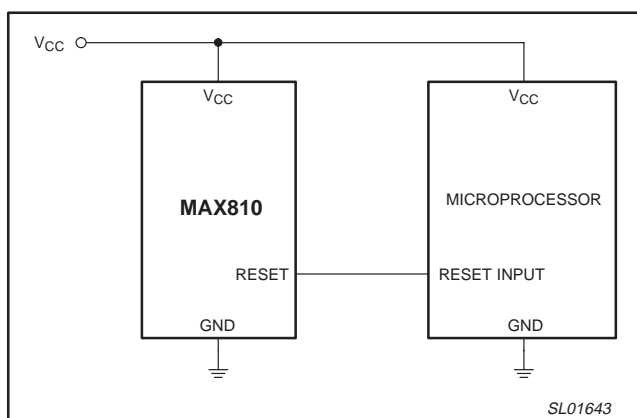 VCC
VCC
VCC
MAX810
MICROPROCESSOR
RESET
RESET INPUT
GND
GND
SL01643